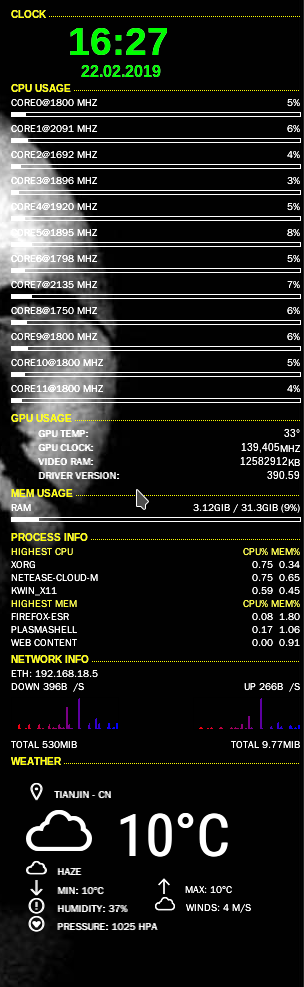 CLOCK
16:27
22.02.2019
CPU USAGE
CORE0@1800 MHZ 5%
CORE1@2091 MHZ 6%
CORE2@1692 MHZ 4%
CORE3@1896 MHZ 3%
CORE4@1920 MHZ 5%
CORE5@1895 MHZ 8%
CORE6@1798 MHZ 5%
CORE7@2135 MHZ 7%
CORE8@1750 MHZ 6%
CORE9@1800 MHZ 6%
CORE10@1800 MHZ 5%
CORE11@1800 MHZ 4%
GPU USAGE
GPU TEMP: 33°
GPU CLOCK: 139,405MHZ
VIDEO RAM: 12582912KB
DRIVER VERSION: 390.59
MEM USAGE
RAM 3.12GIB / 31.3GIB (9%)
PROCESS INFO
HIGHEST CPU CPU% MEM%
XORG 0.75 0.34
NETEASE-CLOUD-M 0.75 0.65
KWIN_X11 0.59 0.45
HIGHEST MEM CPU% MEM%
FIREFOX-ESR 0.08 1.80
PLASMASHELL 0.17 1.06
WEB CONTENT 0.00 0.91
NETWORK INFO
ETH: 192.168.18.5
DOWN 396B /S UP 266B /S
TOTAL 530MIB TOTAL 9.77MIB
WEATHER
TIANJIN - CN
10°C
HAZE
MIN: 10°C MAX: 10°C
HUMIDITY: 37% WINDS: 4 M/S
PRESSURE: 1025 HPA